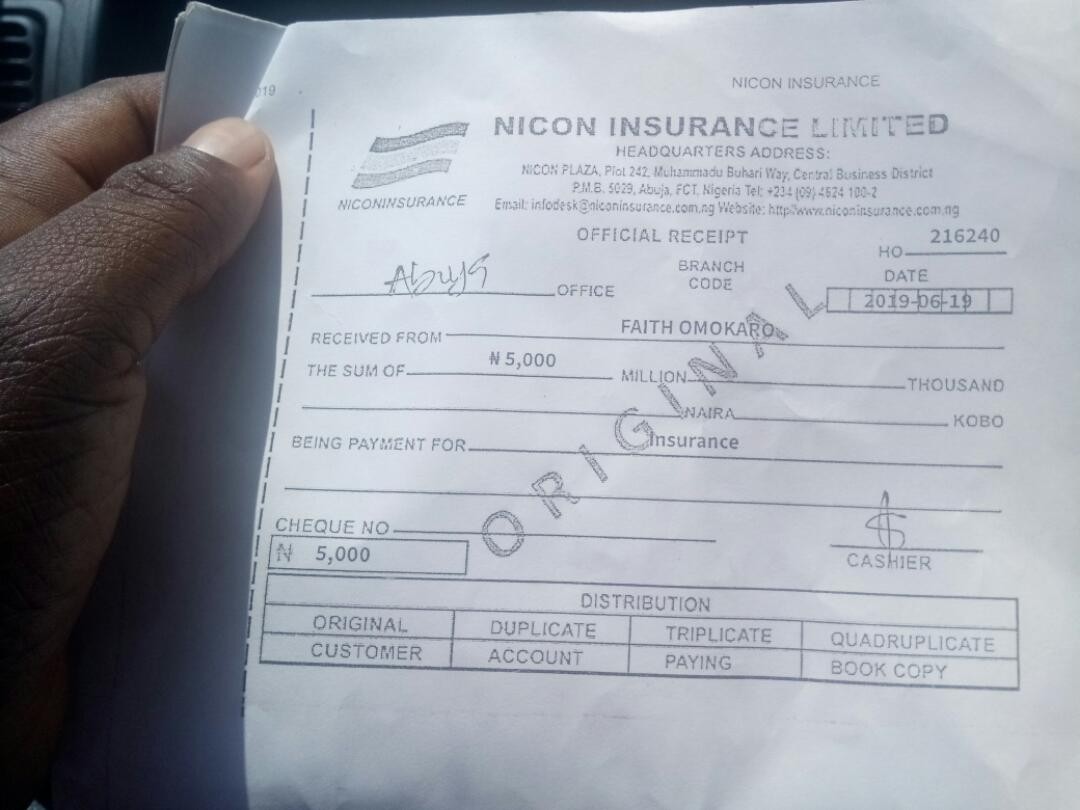 019
NICON INSURANCE
NICON INSURANCE LIMITED
HEADQUARTERS ADDRESS:
NICON PLAZA, Plot 242, Muhammadu Buhari Way, Central Business District
P.M.B. 5029, Abuja, FCT, Nigeria Tel: +234 (09) 4624 100-2
Email: infodesk@niconinsurance.com.ng Website: http//www.niconinsurance.com.ng
NICONINSURANCE
OFFICIAL RECEIPT
HO 216240
Abuja OFFICE
BRANCH
CODE
DATE
2019-06-19
RECEIVED FROM FAITH OMOKARO
THE SUM OF ₦ 5,000 MILLION THOUSAND
NAIRA KOBO
BEING PAYMENT FOR Insurance
ORIGINAL
CHEQUE NO
₦ 5,000
CASHIER
DISTRIBUTION
ORIGINAL DUPLICATE TRIPLICATE QUADRUPLICATE
CUSTOMER ACCOUNT PAYING BOOK COPY